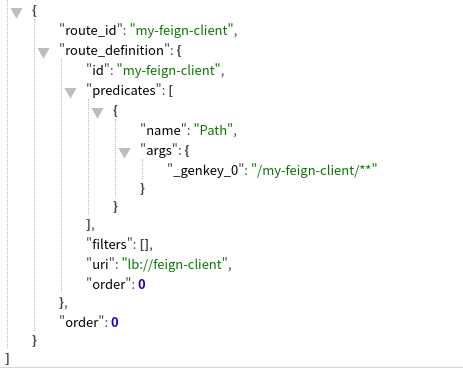 {
"route_id": "my-feign-client",
"route_definition": {
"id": "my-feign-client",
"predicates": [
{
"name": "Path",
"args": {
"_genkey_0": "/my-feign-client/**"
}
}
],
"filters": [],
"uri": "lb://feign-client",
"order": 0
},
"order": 0
}
]